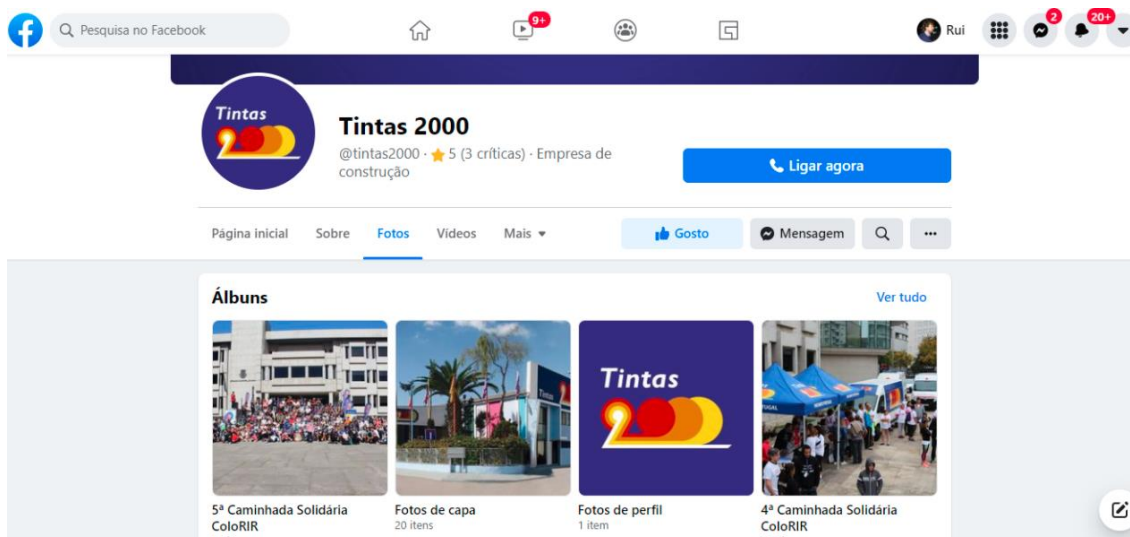 Pesquisa no Facebook
9+
Rui
2
20+
Tintas
2000
Tintas 2000
@tintas2000 · 5 (3 críticas) · Empresa de
construção
Ligar agora
Página inicial
Sobre
Fotos
Vídeos
Mais
Gosto
Mensagem
Álbuns
Ver tudo
Tintas
PUGAL
Tintas
2000
5ª Caminhada Solidária
ColoRIR
Fotos de capa
20 itens
Fotos de perfil
1 item
4ª Caminhada Solidária
ColoRIR